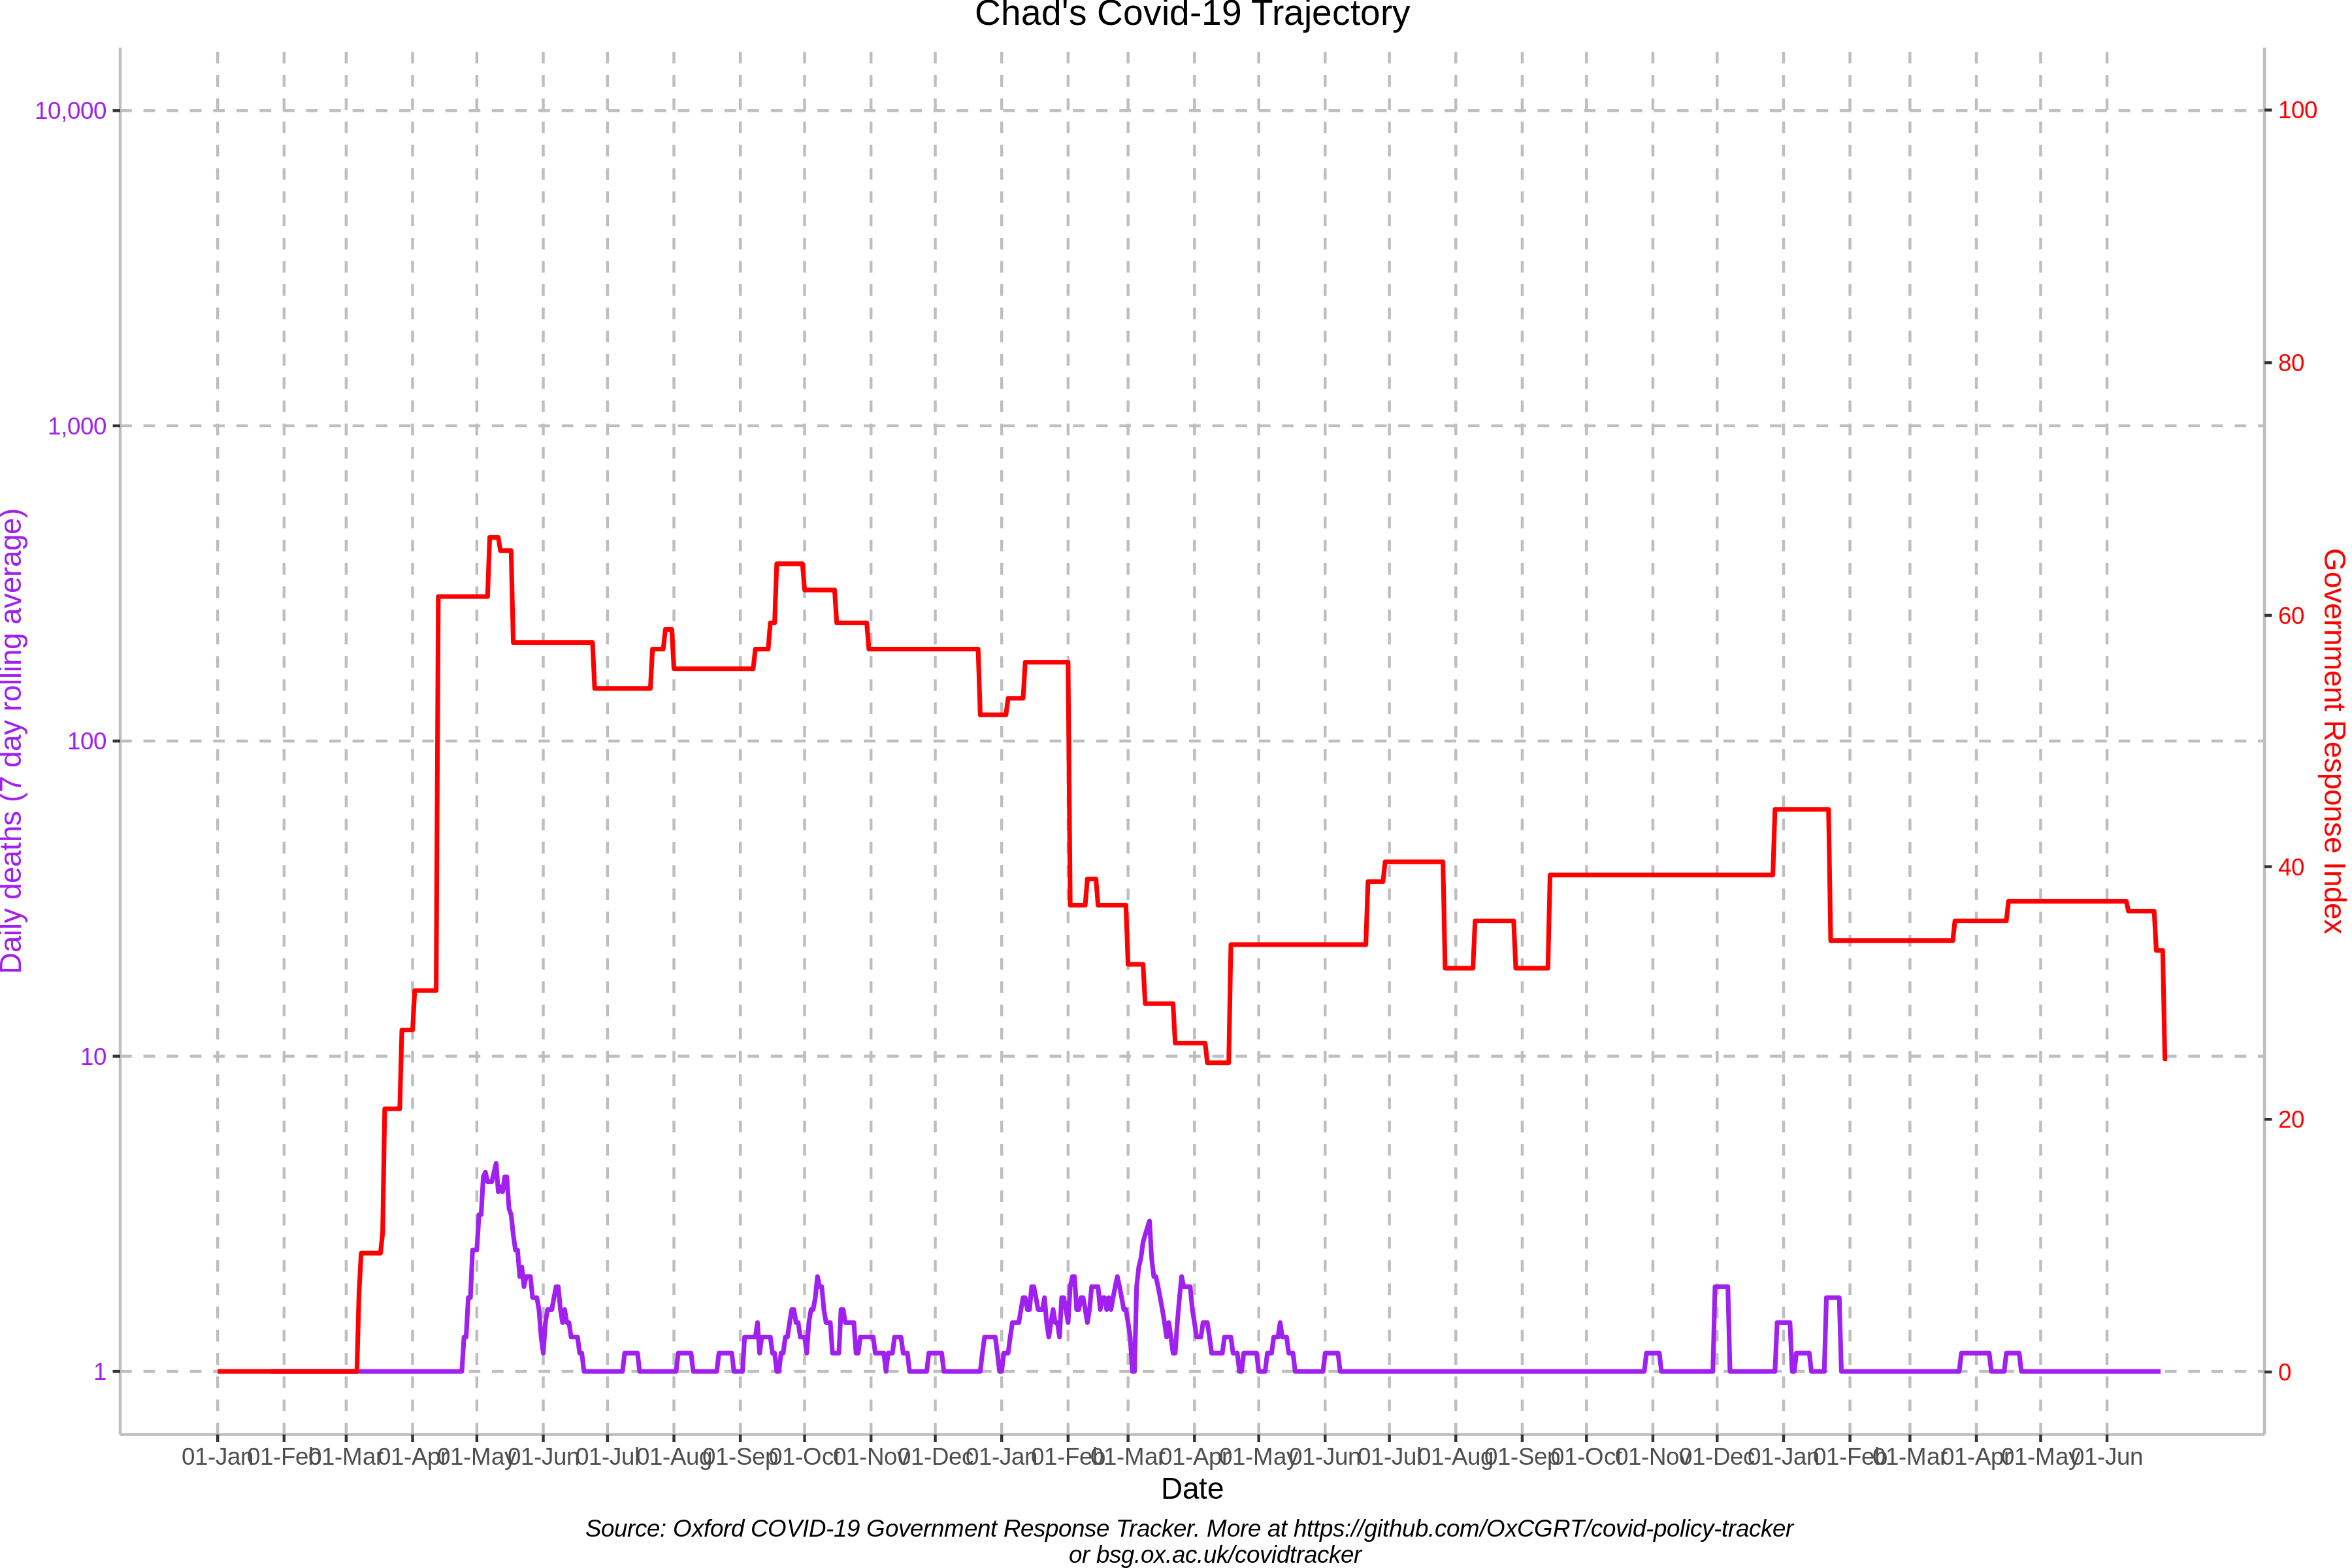 Chad's Covid-19 Trajectory
10,000
1,000
100
10
1
Daily deaths (7 day rolling average)
100
80
60
40
20
0
Government Response Index
01-Jan 01-Feb 01-Mar 01-Apr 01-May 01-Jun 01-Jul 01-Aug 01-Sep 01-Oct 01-Nov 01-Dec 01-Jan 01-Feb 01-Mar 01-Apr 01-May 01-Jun 01-Jul 01-Aug 01-Sep 01-Oct 01-Nov 01-Dec 01-Jan 01-Feb 01-Mar 01-Apr 01-May 01-Jun
Date
Source: Oxford COVID-19 Government Response Tracker. More at https://github.com/OxCGRT/covid-policy-tracker
or bsg.ox.ac.uk/covidtracker